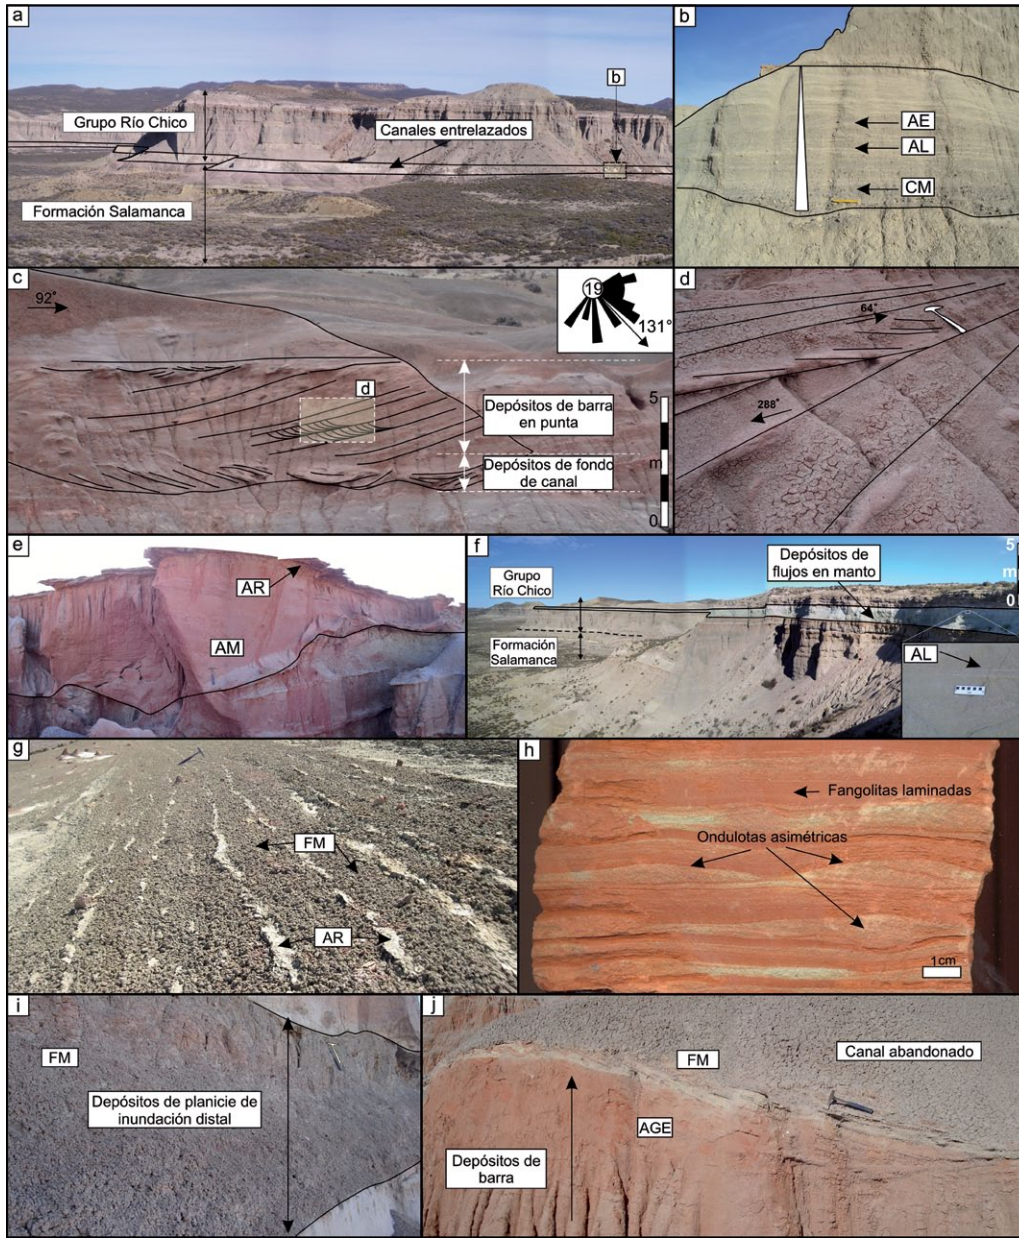 a
Grupo Río Chico
Canales entrelazados
b
Formación Salamanca
b
AE
AL
CM
c
92°
19
131°
d
Depósitos de barra
en punta
Depósitos de fondo
de canal
5
m
0
d
64°
288°
e
AR
AM
f
Grupo
Río Chico
Formación
Salamanca
Depósitos de
flujos en manto
5
m
0
AL
g
FM
AR
h
Fangolitas laminadas
Ondulotas asimétricas
1cm
i
FM
Depósitos de planicie de
inundación distal
j
FM
Canal abandonado
AGE
Depósitos de
barra